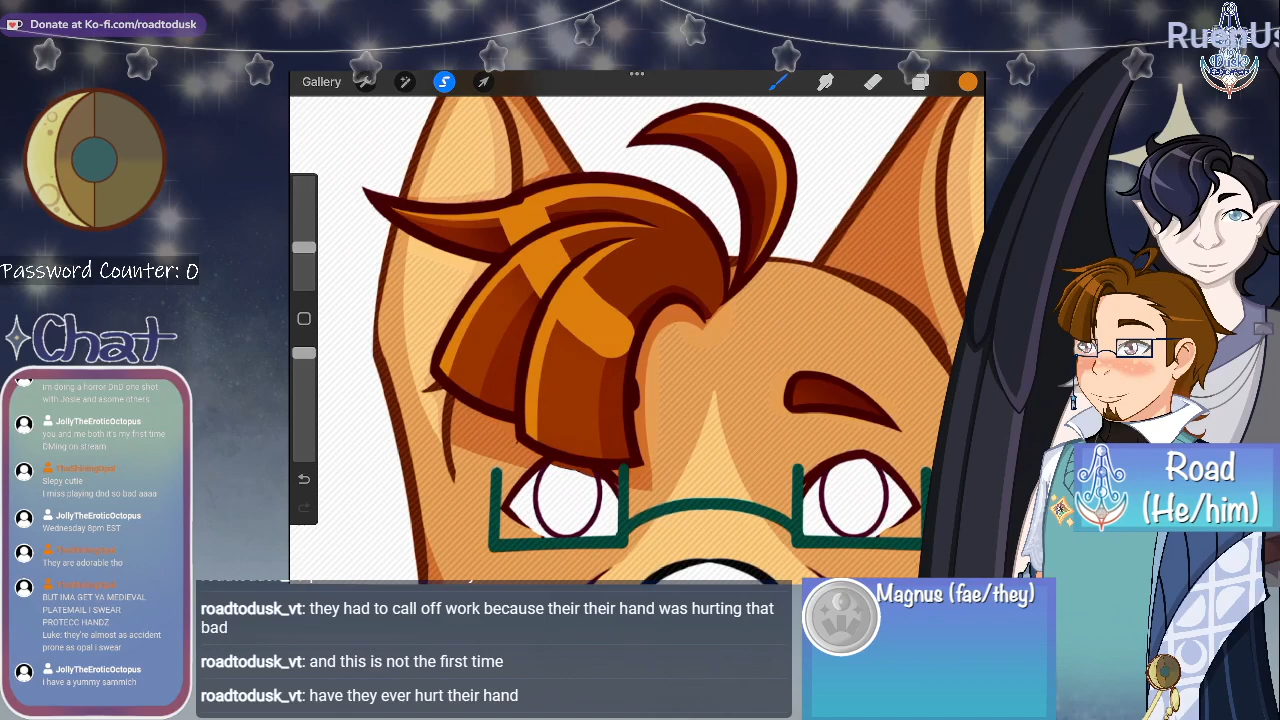 Donate at Ko-fi.com/roadtodusk
Gallery
Password Counter: 0
Chat
im doing a horror DnD one shot
with Josie and asome others
JollyTheEroticOctopus
you and me both it's my frist time
DMing on stream
Slepy cutie
I miss playing dnd so bad aaaa
JollyTheEroticOctopus
Wednesday 8pm EST
They are adorable tho
BUT IMA GET YA MEDIEVAL
PLATEMAIL I SWEAR
PROTECC HANDZ
Luke: they're almost as accident
prone as opal i swear
JollyTheEroticOctopus
i have a yummy sammich
roadtodusk_vt: they had to call off work because their their hand was hurting that
bad
roadtodusk_vt: and this is not the first time
roadtodusk_vt: have they ever hurt their hand
Magnus (fae/they)
Road
(He/him)